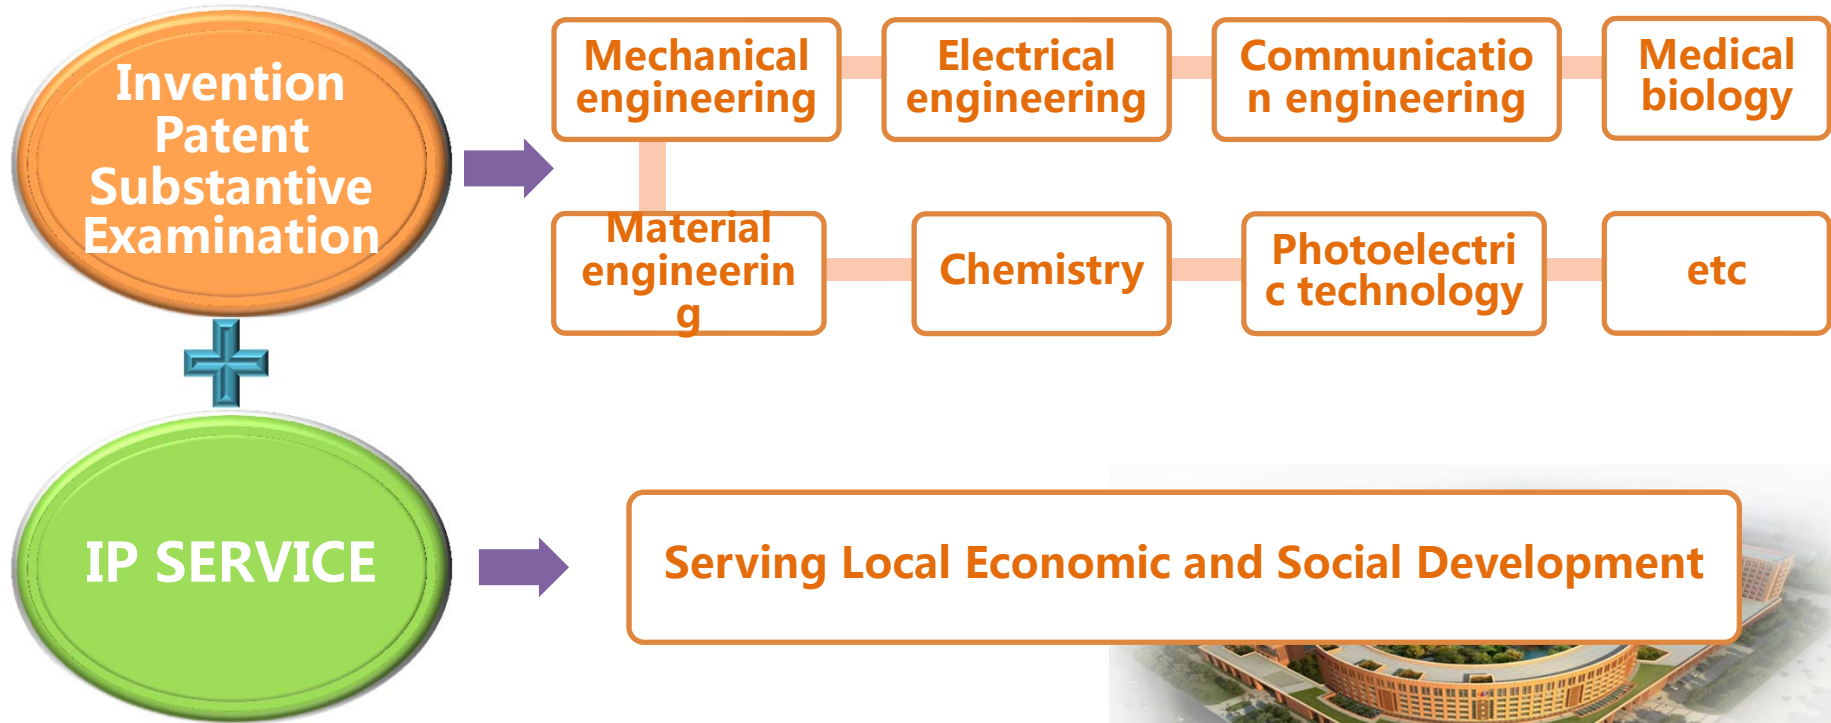 Invention
Patent
Substantive
Examination
Mechanical
engineering
Electrical
engineering
Communicatio
n engineering
Medical
biology
Material
engineerin
g
Chemistry
Photoelectri
c technology
etc
IP SERVICE
Serving Local Economic and Social Development